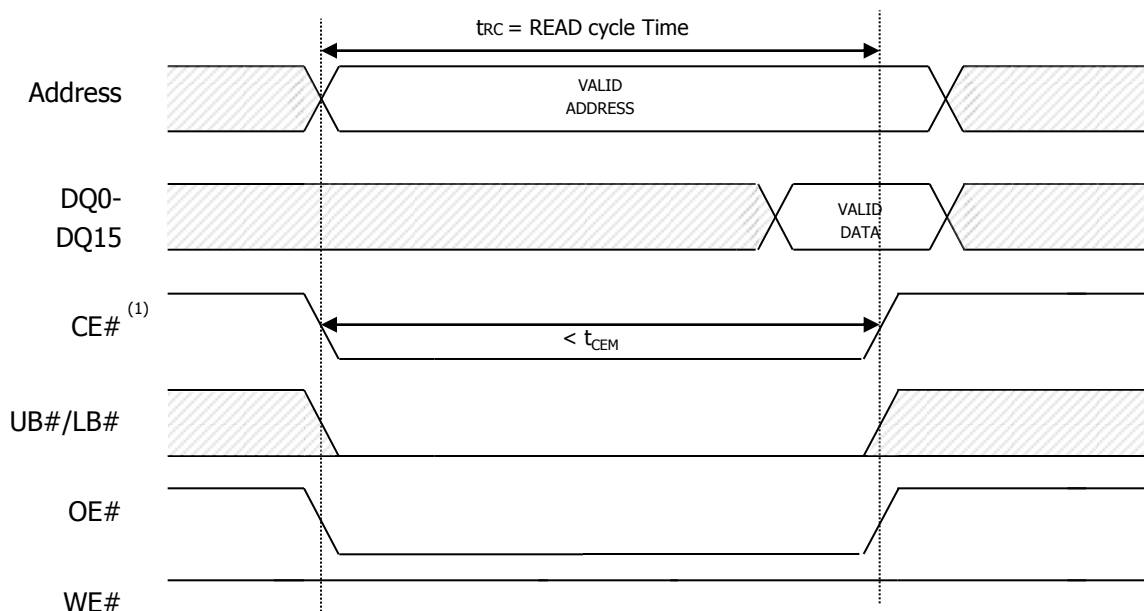 tRC = READ cycle Time
Address
VALID
ADDRESS
DQ0-
DQ15
VALID
DATA
CE# (1)
< tCEM
UB#/LB#
OE#
WE#